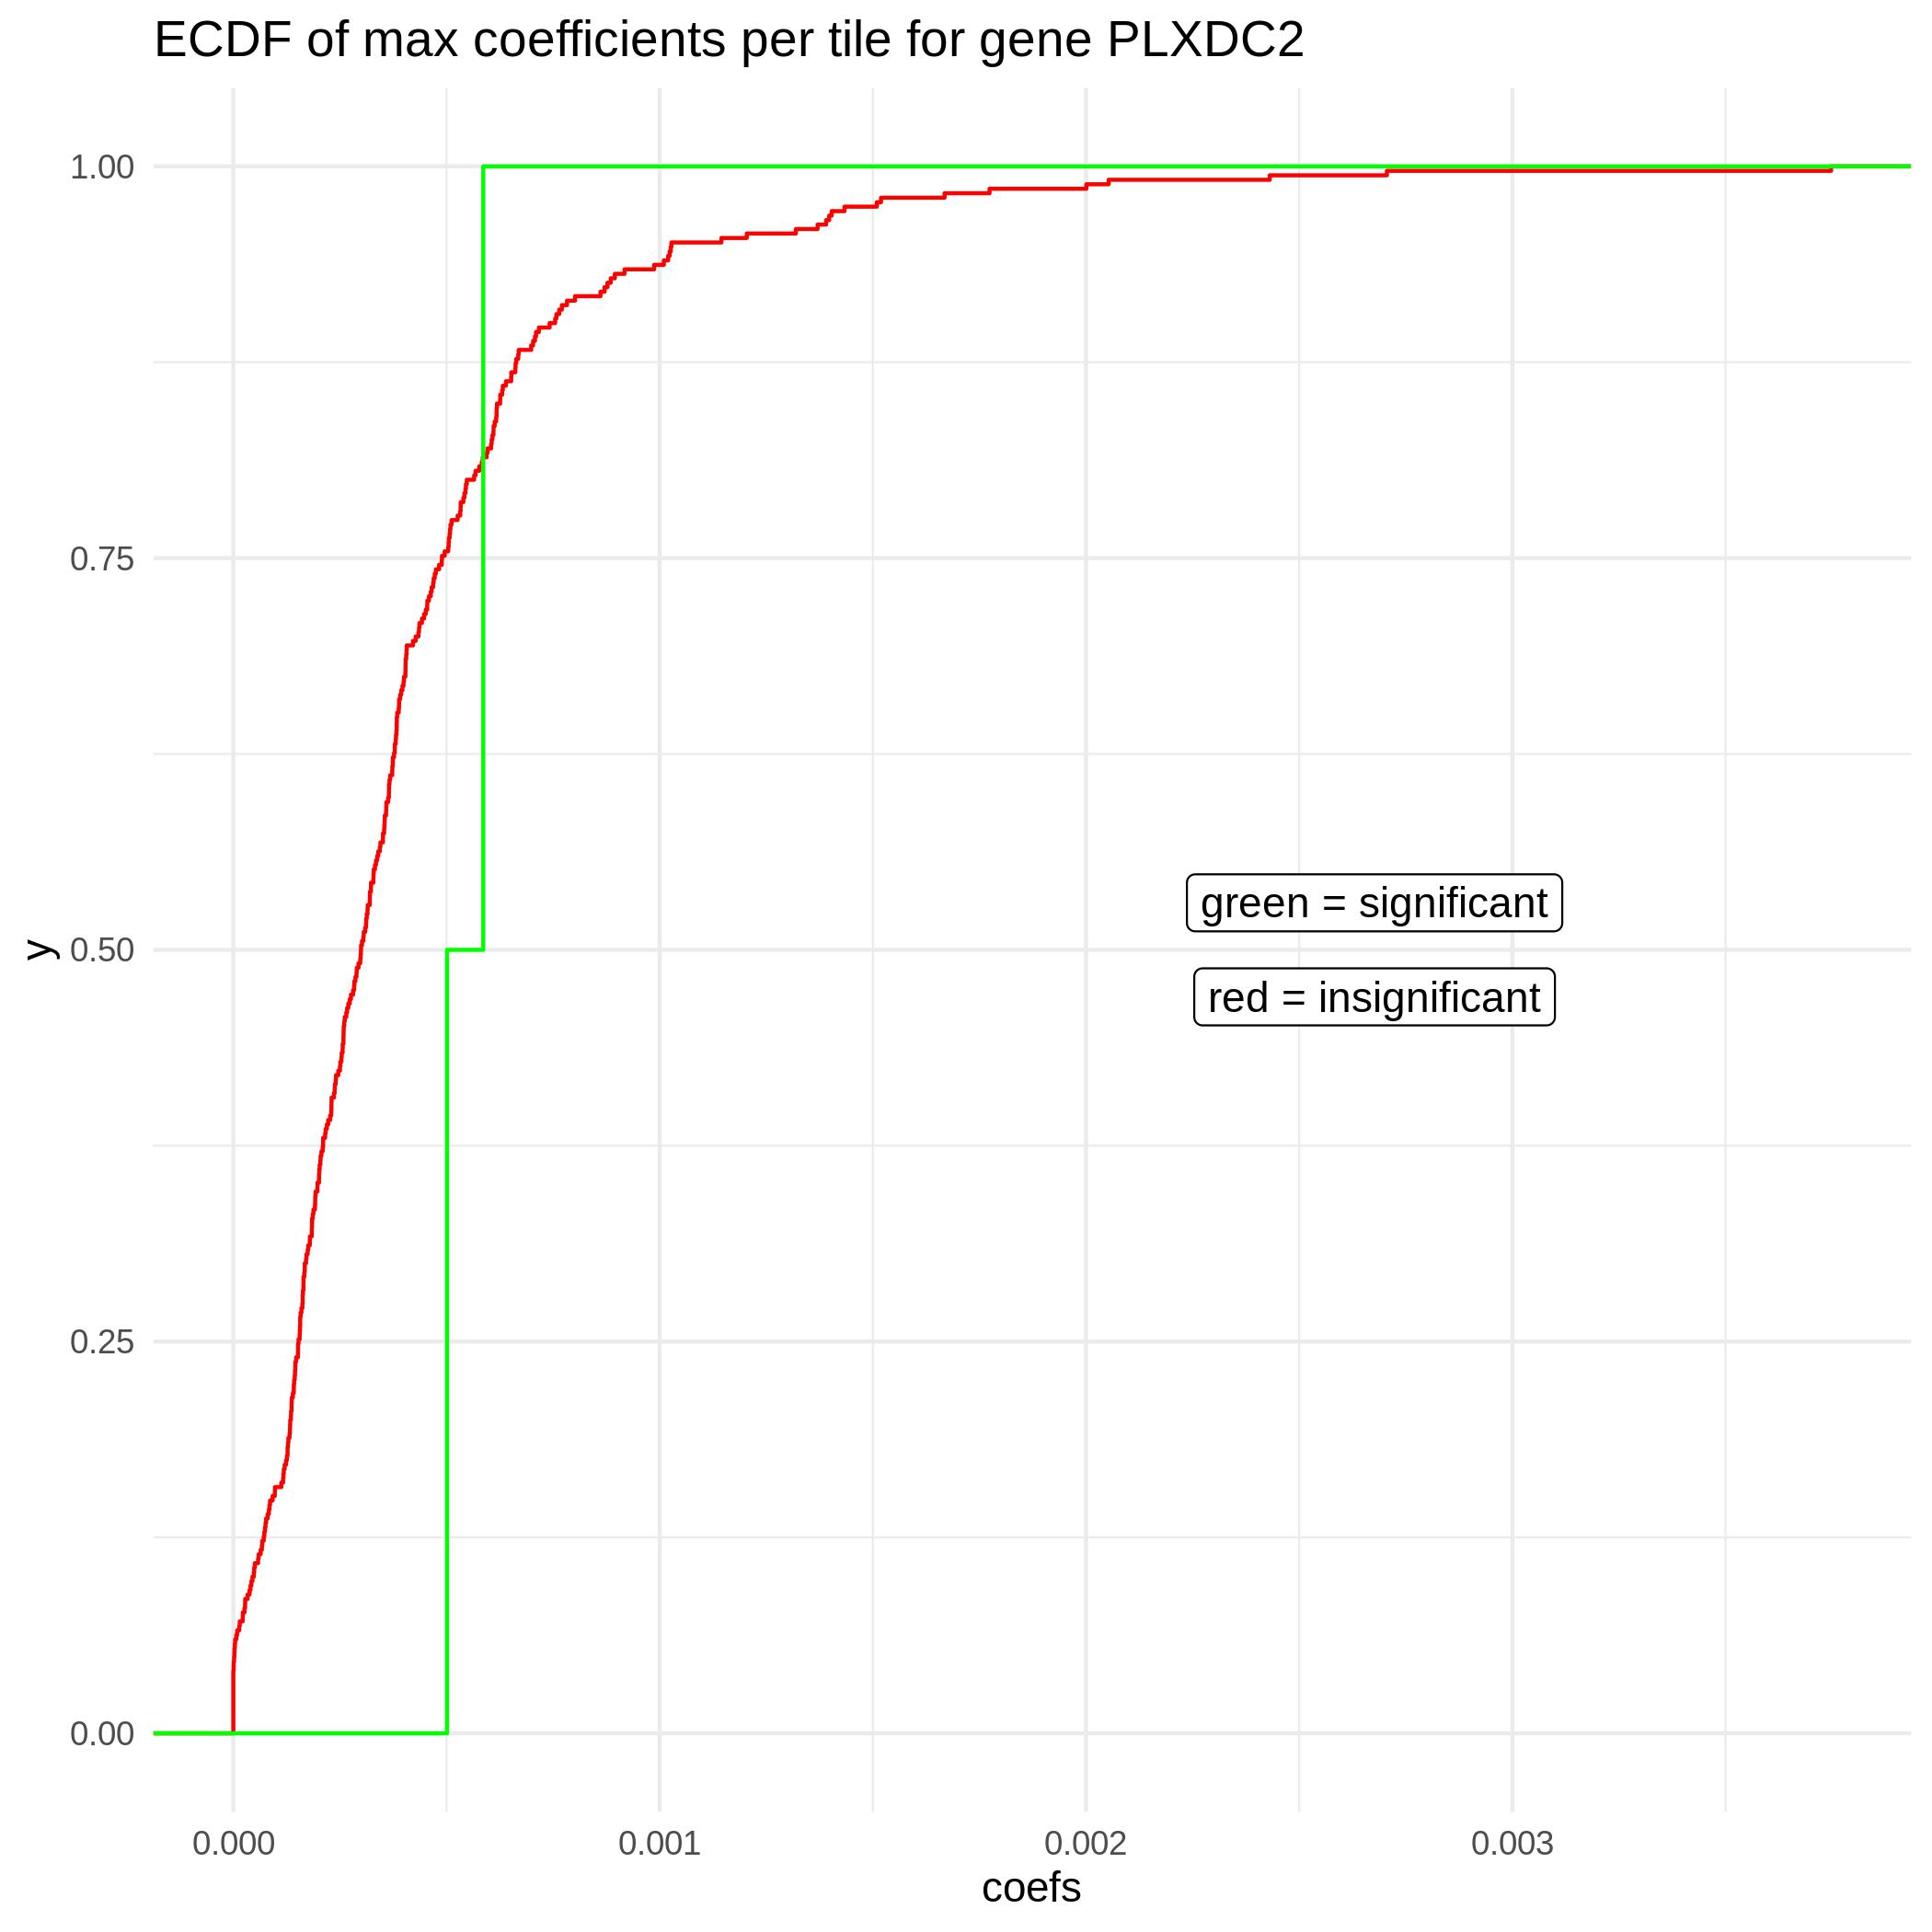 ECDF of max coefficients per tile for gene PLXDC2
1.00
0.75
0.50
0.25
0.00
y
green = significant
red = insignificant
0.000 0.001 0.002 0.003
coefs